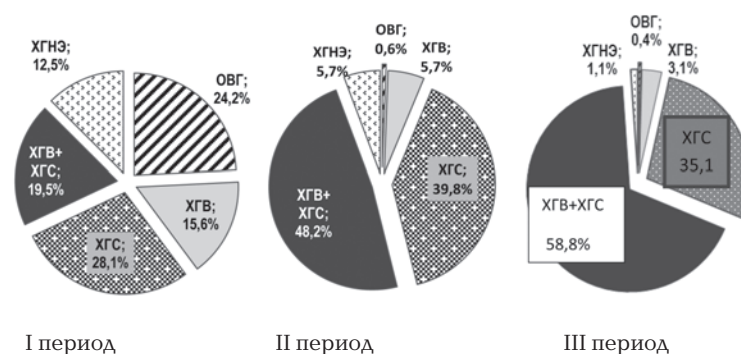 ХГНЭ;
12,5%
ОВГ;
24,2%
ХГВ+
ХГС;
19,5%
ХГВ;
15,6%
ХГС;
28,1%
I период
ХГНЭ;
5,7%
ОВГ;
0,6%
ХГВ;
5,7%
ХГС;
39,8%
ХГВ+
ХГС;
48,2%
II период
ХГНЭ;
1,1%
ОВГ;
0,4%
ХГВ;
3,1%
ХГС
35,1
ХГВ+ХГС
58,8%
III период